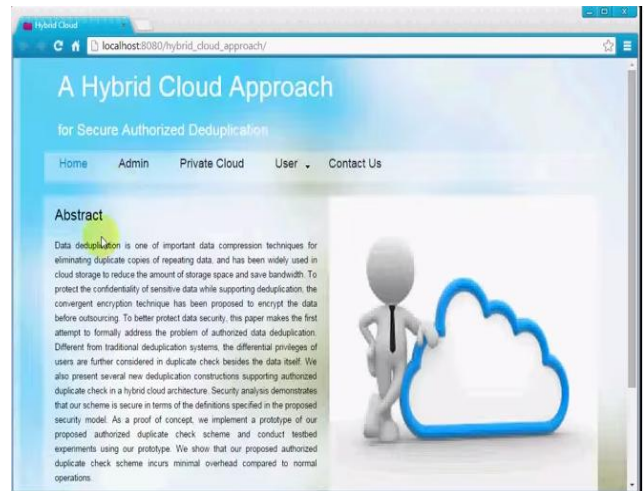 Hybrid Cloud
localhost:8080/hybrid_cloud_approach/
A Hybrid Cloud Approach
for Secure Authorized Deduplication
Home Admin Private Cloud User Contact Us
Abstract
Data deduplication is one of important data compression techniques for
eliminating duplicate copies of repeating data, and has been widely used in
cloud storage to reduce the amount of storage space and save bandwidth. To
protect the confidentiality of sensitive data while supporting deduplication, the
convergent encryption technique has been proposed to encrypt the data
before outsourcing. To better protect data security, this paper makes the first
attempt to formally address the problem of authorized data deduplication.
Different from traditional deduplication systems, the differential privileges of
users are further considered in duplicate check besides the data itself. We
also present several new deduplication constructions supporting authorized
duplicate check in a hybrid cloud architecture. Security analysis demonstrates
that our scheme is secure in terms of the definitions specified in the proposed
security model. As a proof of concept, we implement a prototype of our
proposed authorized duplicate check scheme and conduct testbed
experiments using our prototype. We show that our proposed authorized
duplicate check scheme incurs minimal overhead compared to normal
operations.